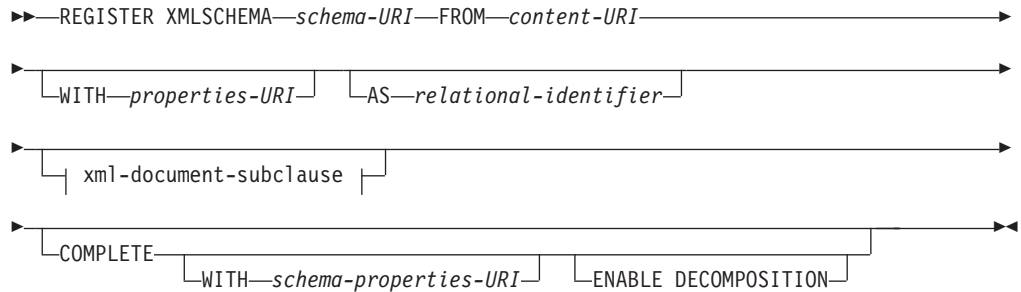 REGISTER XMLSCHEMA schema-URI FROM content-URI
WITH properties-URI AS relational-identifier
xml-document-subclause
COMPLETE
WITH schema-properties-URI ENABLE DECOMPOSITION